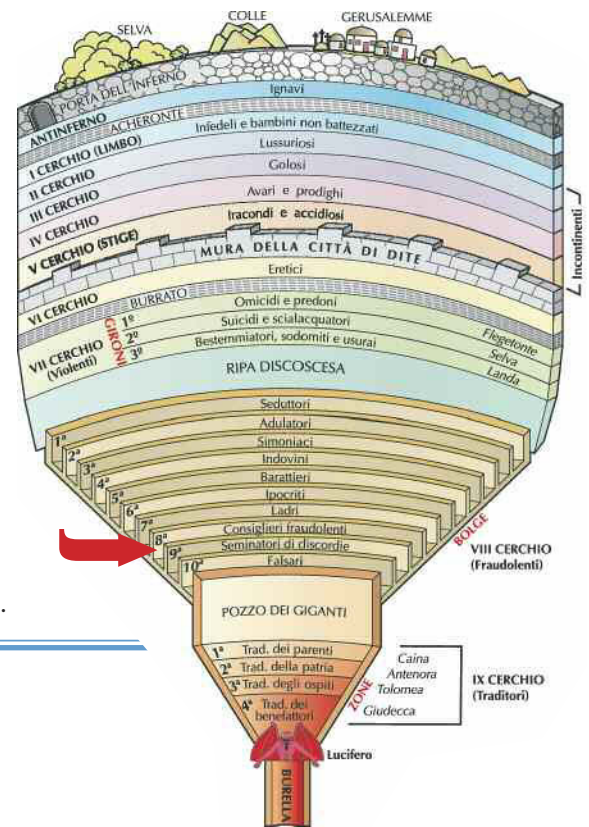 SELVA
COLLE
GERUSALEMME
PORTA DELL'INFERNO
Ignavi
ANTINFERNO
ACHERONTE
Infedeli e bambini non battezzati
I CERCHIO (LIMBO)
Lussuriosi
II CERCHIO
Golosi
III CERCHIO
Avari e prodighi
IV CERCHIO
Iracondi e accidiosi
V CERCHIO (STIGE)
Incontinenti
MURA DELLA CITTÀ DI DITE
Eretici
VI CERCHIO
BURRATO
Omicidi e predoni
Flegetonte
VII CERCHIO
(Violenti)
GIRONI
1º
2º
3º
Suicidi e scialacquatori
Selva
Bestemmiatori, sodomiti e usurai
Landa
RIPA DISCOSCESA
Seduttori
1ª
Adulatori
2ª
Simoniaci
3ª
Indovini
4ª
Barattieri
5ª
Ipocriti
6ª
Ladri
7ª
Consiglieri fraudolenti
8ª
Seminatori di discordie
9ª
Falsari
10ª
BOLGE
VIII CERCHIO
(Fraudolenti)
.
POZZO DEI GIGANTI
1ª Trad. dei parenti
2ª Trad. della patria
3ª Trad. degli ospiti
4ª Trad. dei
benefattori
ZONE
Caina
Antenora
Tolomea
Giudecca
IX CERCHIO
(Traditori)
Lucifero
BURELLA